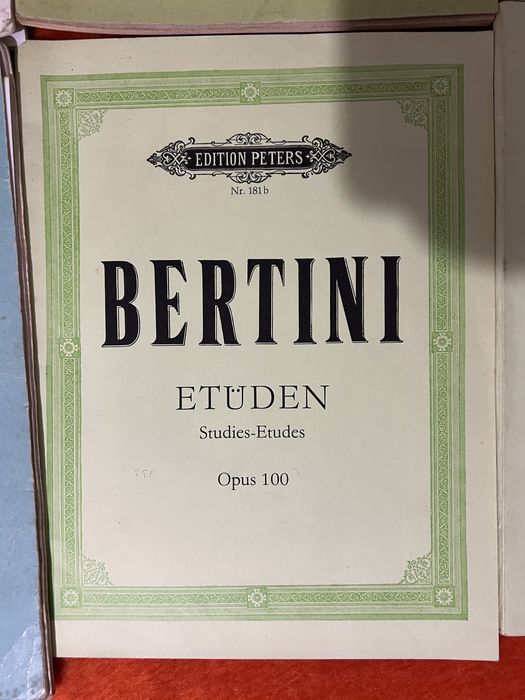 EDITION PETERS
Nr. 181b
BERTINI
ETÜDEN
Studies-Etudes
Opus 100